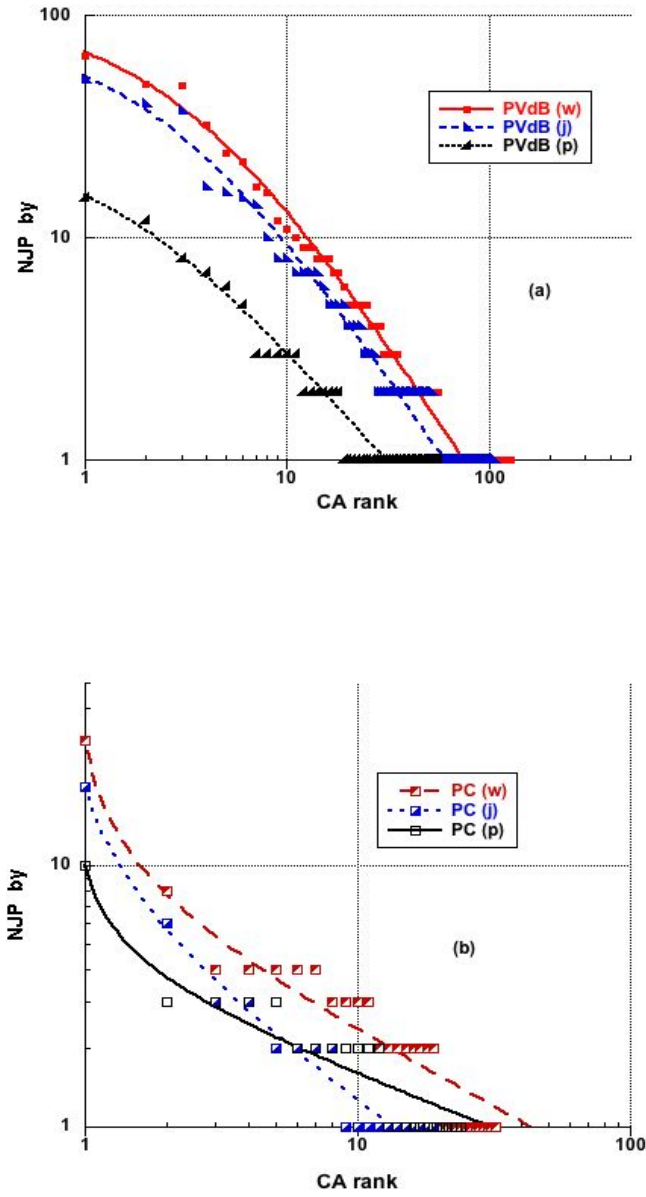 100
10
1
NJP by
PVdB (w)
PVdB (j)
PVdB (p)
(a)
1 10 100
CA rank
10
1
NJP by
PC (w)
PC (j)
PC (p)
(b)
1 10 100
CA rank